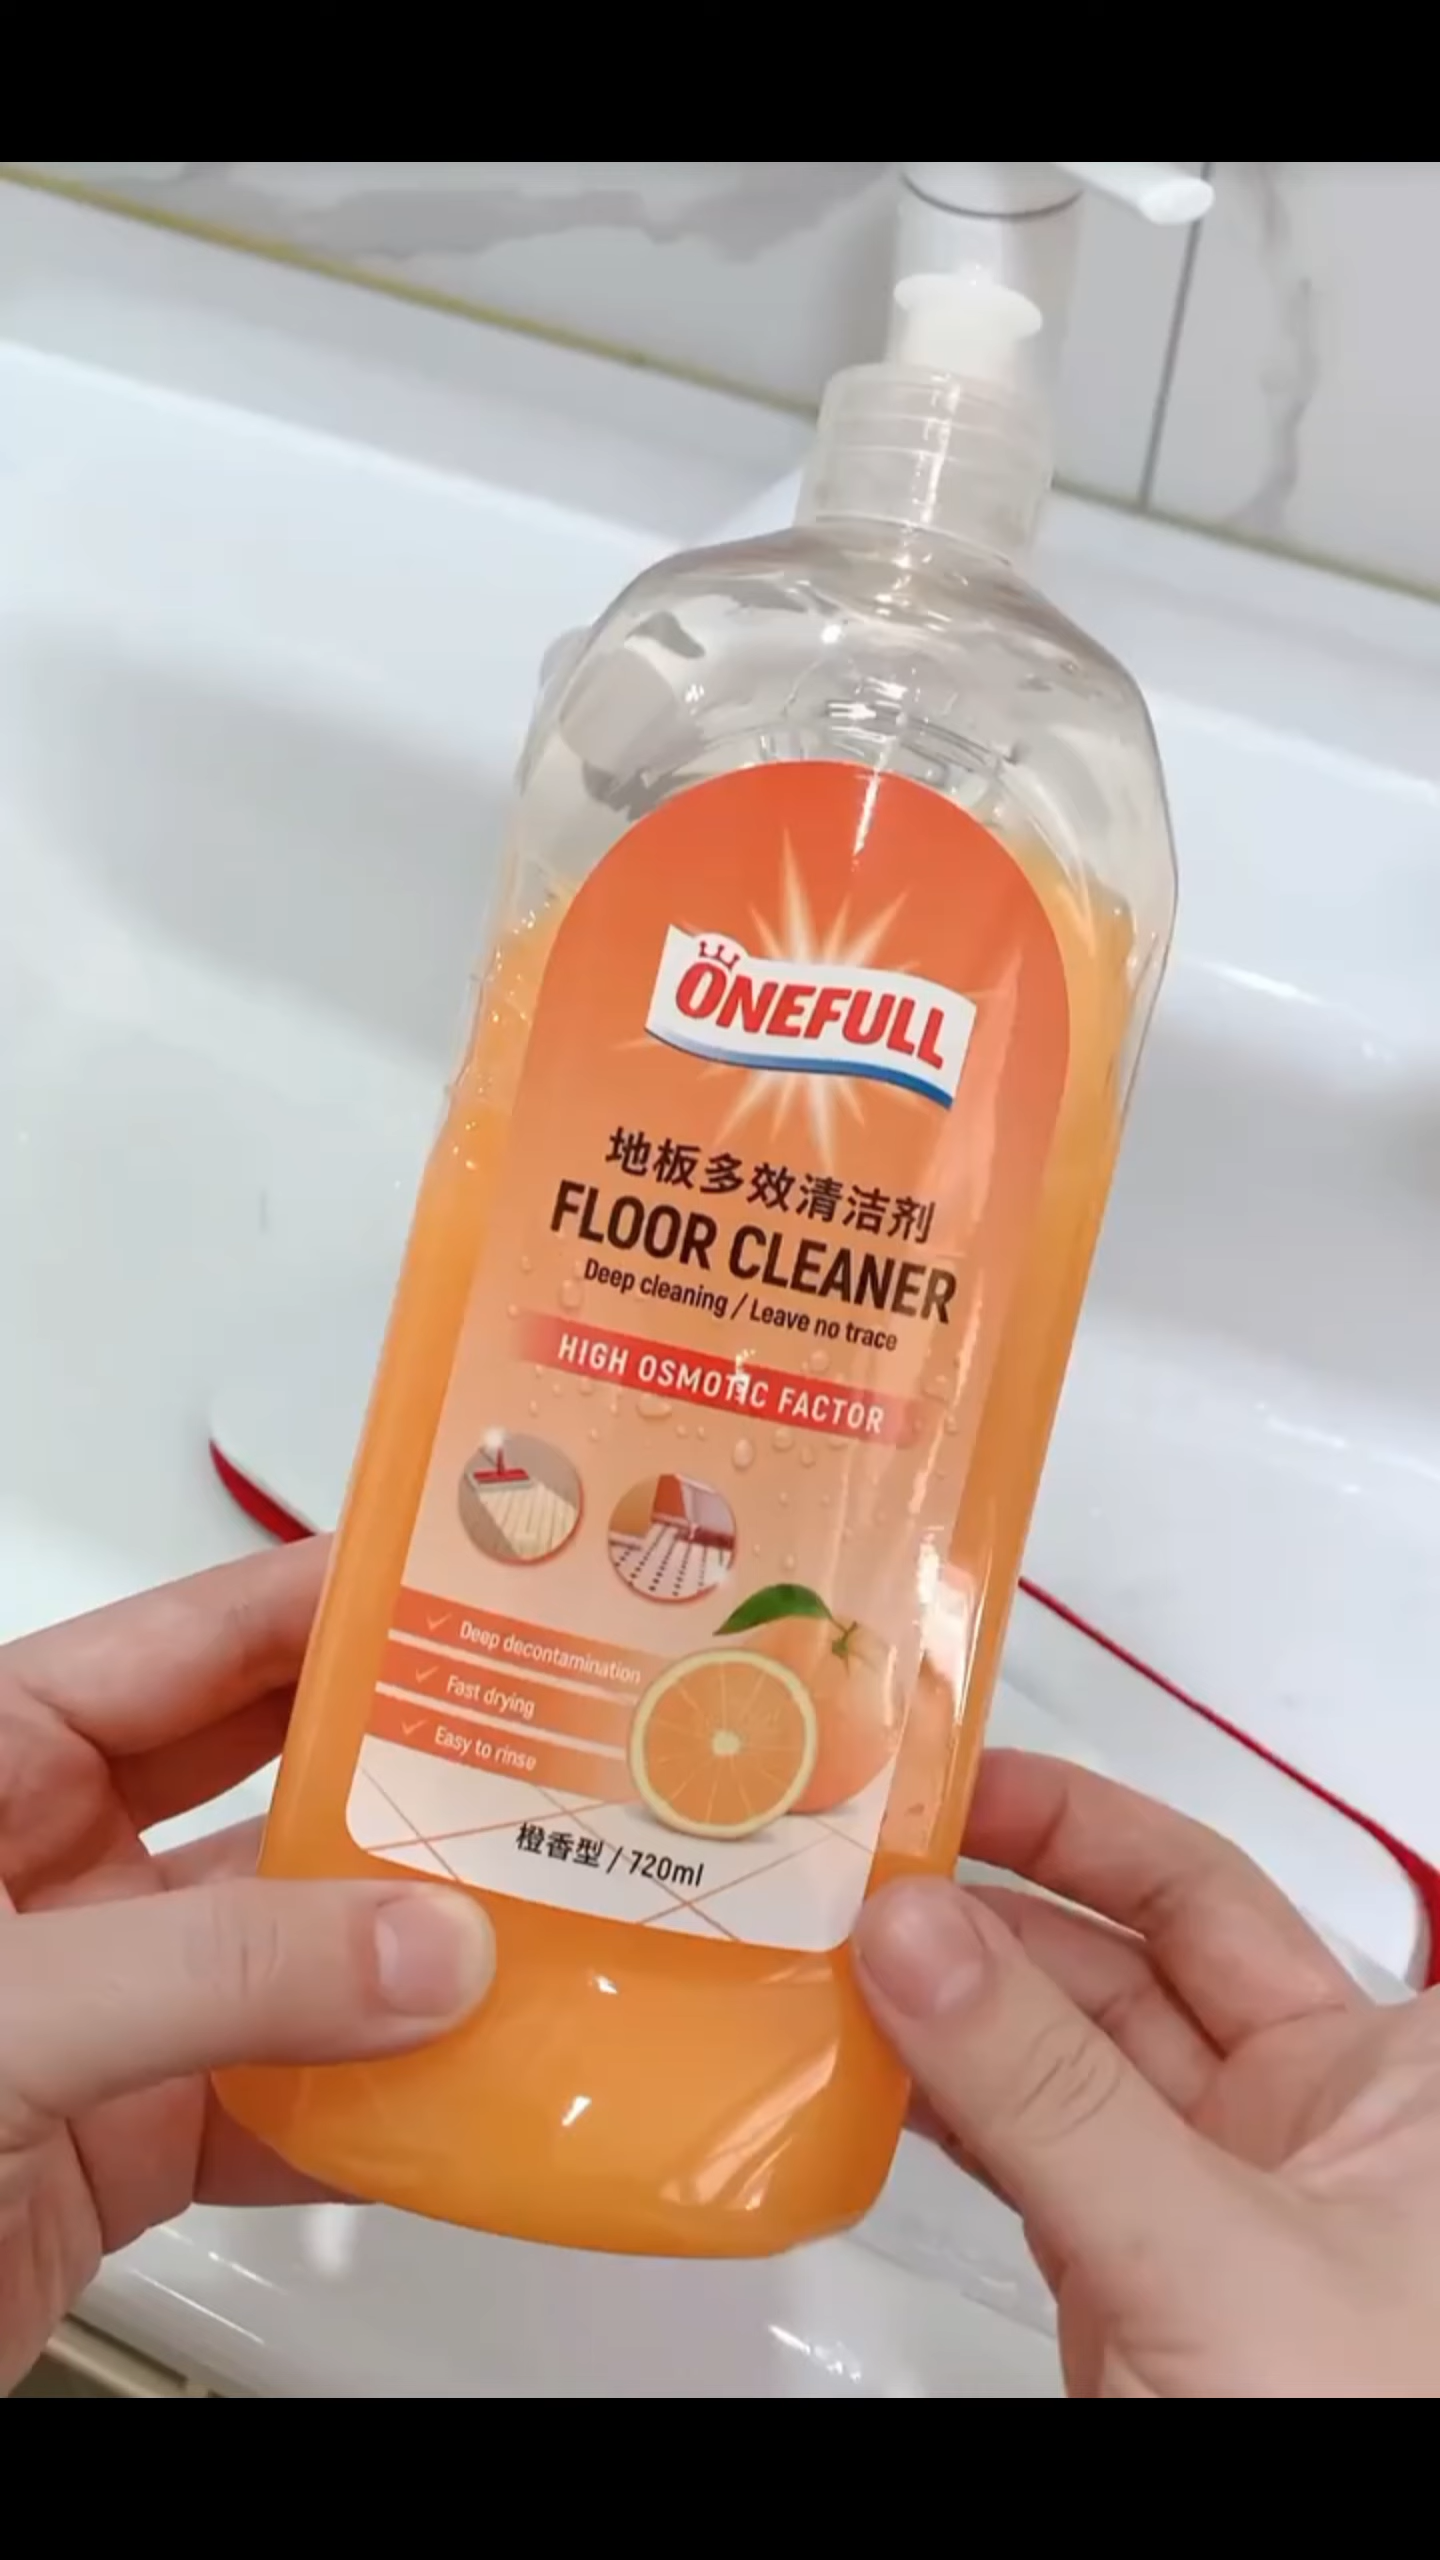 ONEFULL
地板多效清洁剂
FLOOR CLEANER
Deep cleaning / Leave no trace
HIGH OSMOTIC FACTOR
Deep decontamination
Fast drying
Easy to rinse
橙香型 / 720ml